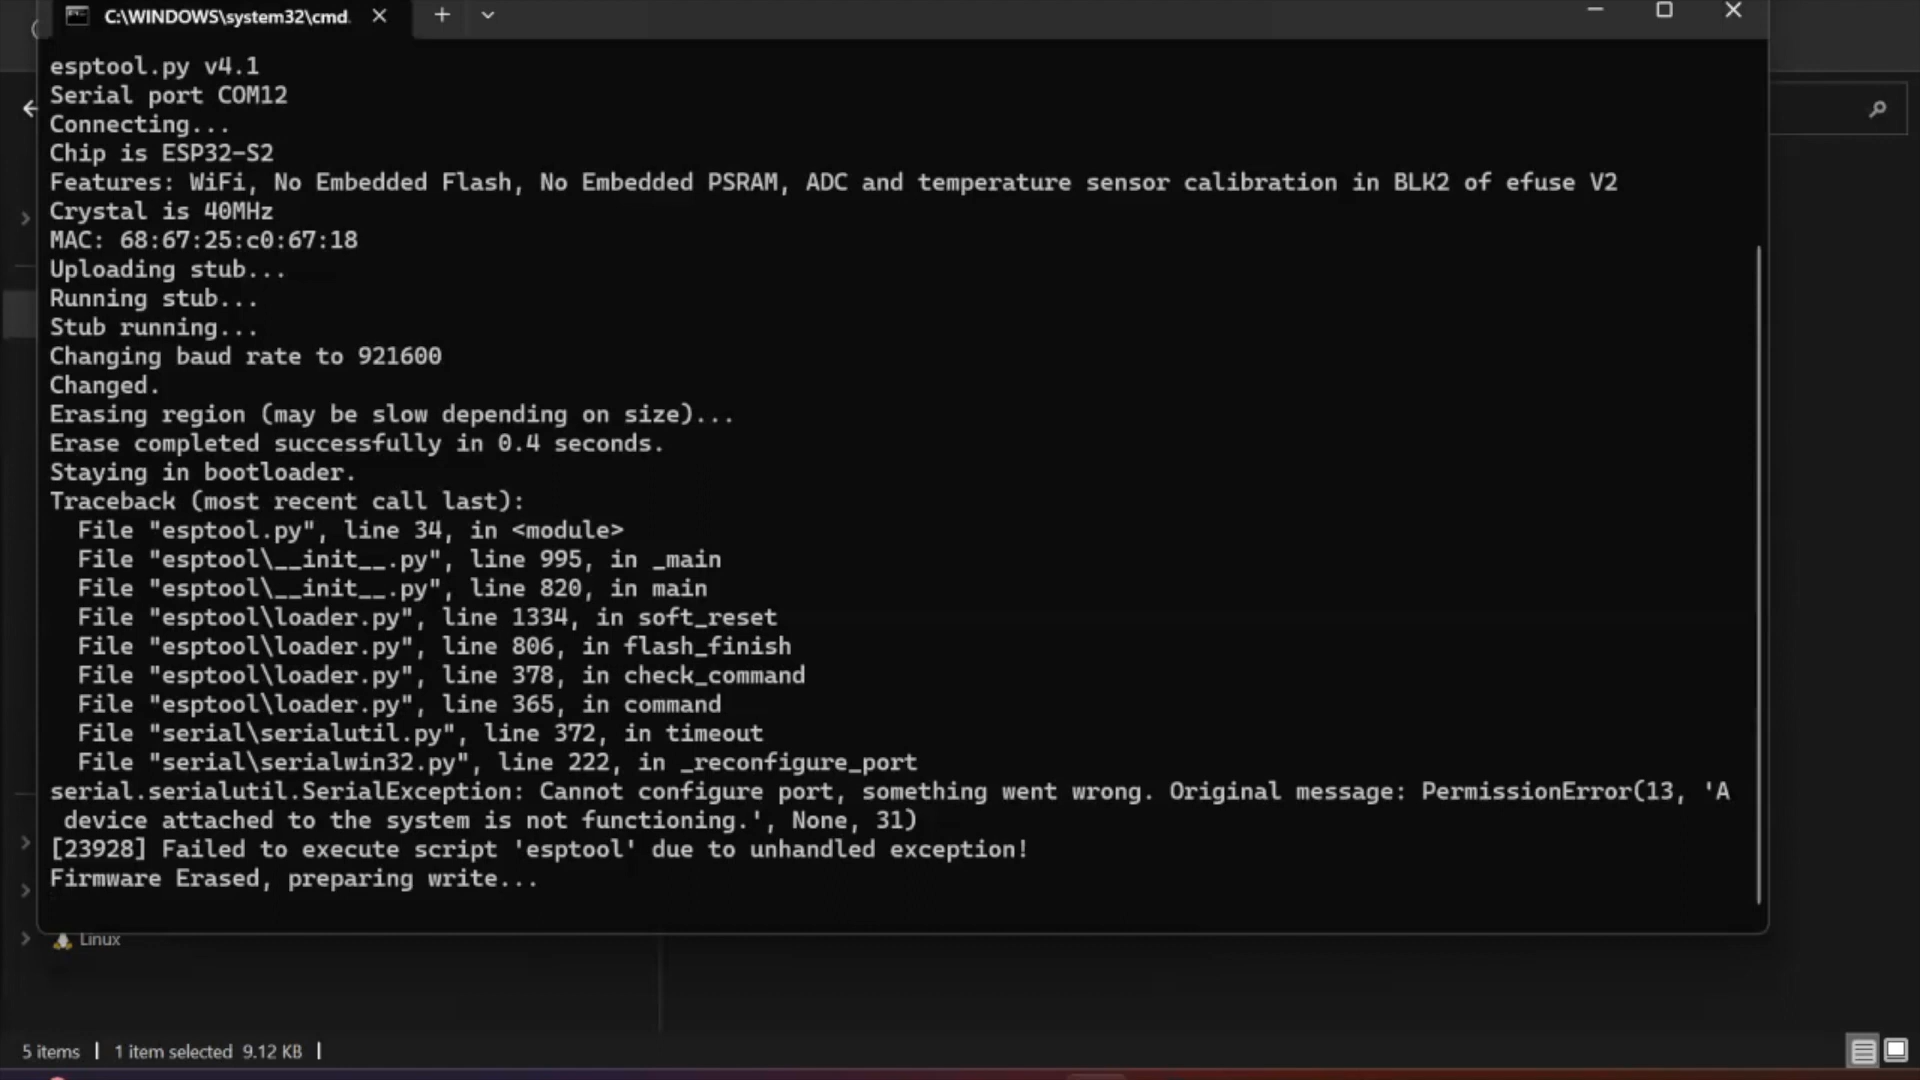 C:\WINDOWS\system32\cmd.
esptool.py v4.1
Serial port COM12
Connecting...
Chip is ESP32-S2
Features: WiFi, No Embedded Flash, No Embedded PSRAM, ADC and temperature sensor calibration in BLK2 of efuse V2
Crystal is 40MHz
MAC: 68:67:25:c0:67:18
Uploading stub...
Running stub...
Stub running...
Changing baud rate to 921600
Changed.
Erasing region (may be slow depending on size)...
Erase completed successfully in 0.4 seconds.
Staying in bootloader.
Traceback (most recent call last):
File "esptool.py", line 34, in <module>
File "esptool\__init__.py", line 995, in _main
File "esptool\__init__.py", line 820, in main
File "esptool\loader.py", line 1334, in soft_reset
File "esptool\loader.py", line 806, in flash_finish
File "esptool\loader.py", line 378, in check_command
File "esptool\loader.py", line 365, in command
File "serial\serialutil.py", line 372, in timeout
File "serial\serialwin32.py", line 222, in _reconfigure_port
serial.serialutil.SerialException: Cannot configure port, something went wrong. Original message: PermissionError(13, 'A
device attached to the system is not functioning.', None, 31)
[23928] Failed to execute script 'esptool' due to unhandled exception!
Firmware Erased, preparing write...
Linux
5 items | 1 item selected 9.12 KB |